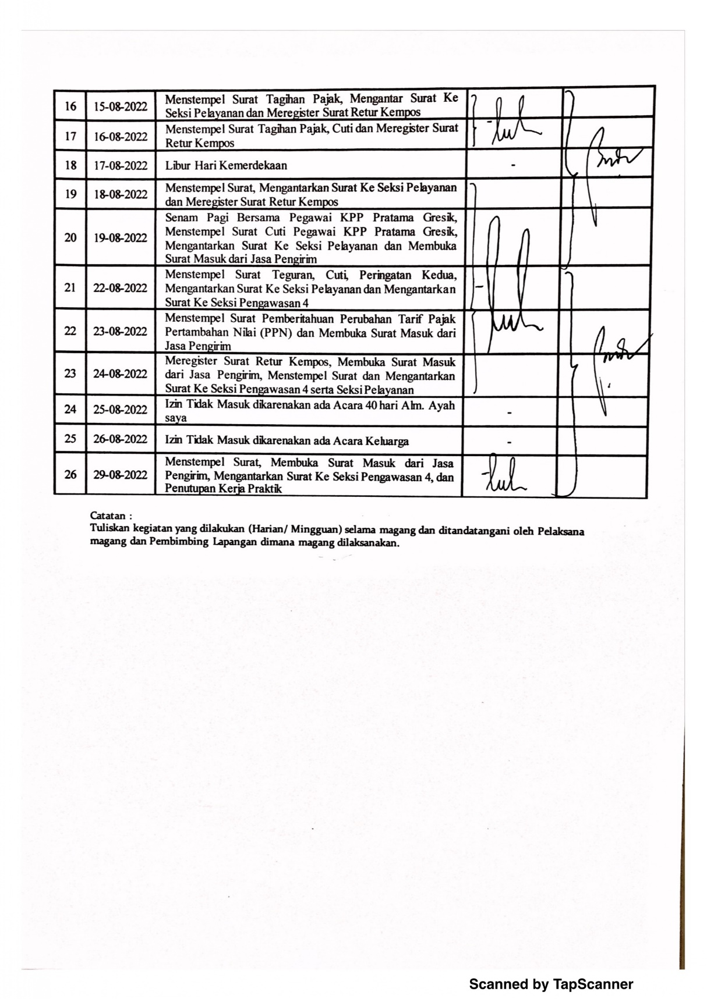 16 15-08-2022 Menstempel Surat Tagihan Pajak, Mengantar Surat Ke
Seksi Pelayanan dan Meregister Surat Retur Kempos
17 16-08-2022 Menstempel Surat Tagihan Pajak, Cuti dan Meregister Surat
Retur Kempos
18 17-08-2022 Libur Hari Kemerdekaan -
19 18-08-2022 Menstempel Surat, Mengantarkan Surat Ke Seksi Pelayanan
dan Meregister Surat Retur Kempos
20 19-08-2022 Senam Pagi Bersama Pegawai KPP Pratama Gresik,
Menstempel Surat Cuti Pegawai KPP Pratama Gresik,
Mengantarkan Surat Ke Seksi Pelayanan dan Membuka
Surat Masuk dari Jasa Pengirim
21 22-08-2022 Menstempel Surat Teguran, Cuti, Peringatan Kedua,
Mengantarkan Surat Ke Seksi Pelayanan dan Mengantarkan
Surat Ke Seksi Pengawasan 4
22 23-08-2022 Menstempel Surat Pemberitahuan Perubahan Tarif Pajak
Pertambahan Nilai (PPN) dan Membuka Surat Masuk dari
Jasa Pengirim
23 24-08-2022 Meregister Surat Retur Kempos, Membuka Surat Masuk
dari Jasa Pengirim, Menstempel Surat dan Mengantarkan
Surat Ke Seksi Pengawasan 4 serta Seksi Pelayanan
24 25-08-2022 Izin Tidak Masuk dikarenakan ada Acara 40 hari Alm. Ayah
saya -
25 26-08-2022 Izin Tidak Masuk dikarenakan ada Acara Keluarga -
26 29-08-2022 Menstempel Surat, Membuka Surat Masuk dari Jasa
Pengirim, Mengantarkan Surat Ke Seksi Pengawasan 4, dan
Penutupan Kerja Praktik
Catatan :
Tuliskan kegiatan yang dilakukan (Harian/ Mingguan) selama magang dan ditandatangani oleh Pelaksana
magang dan Pembimbing Lapangan dimana magang dilaksanakan.
Scanned by TapScanner